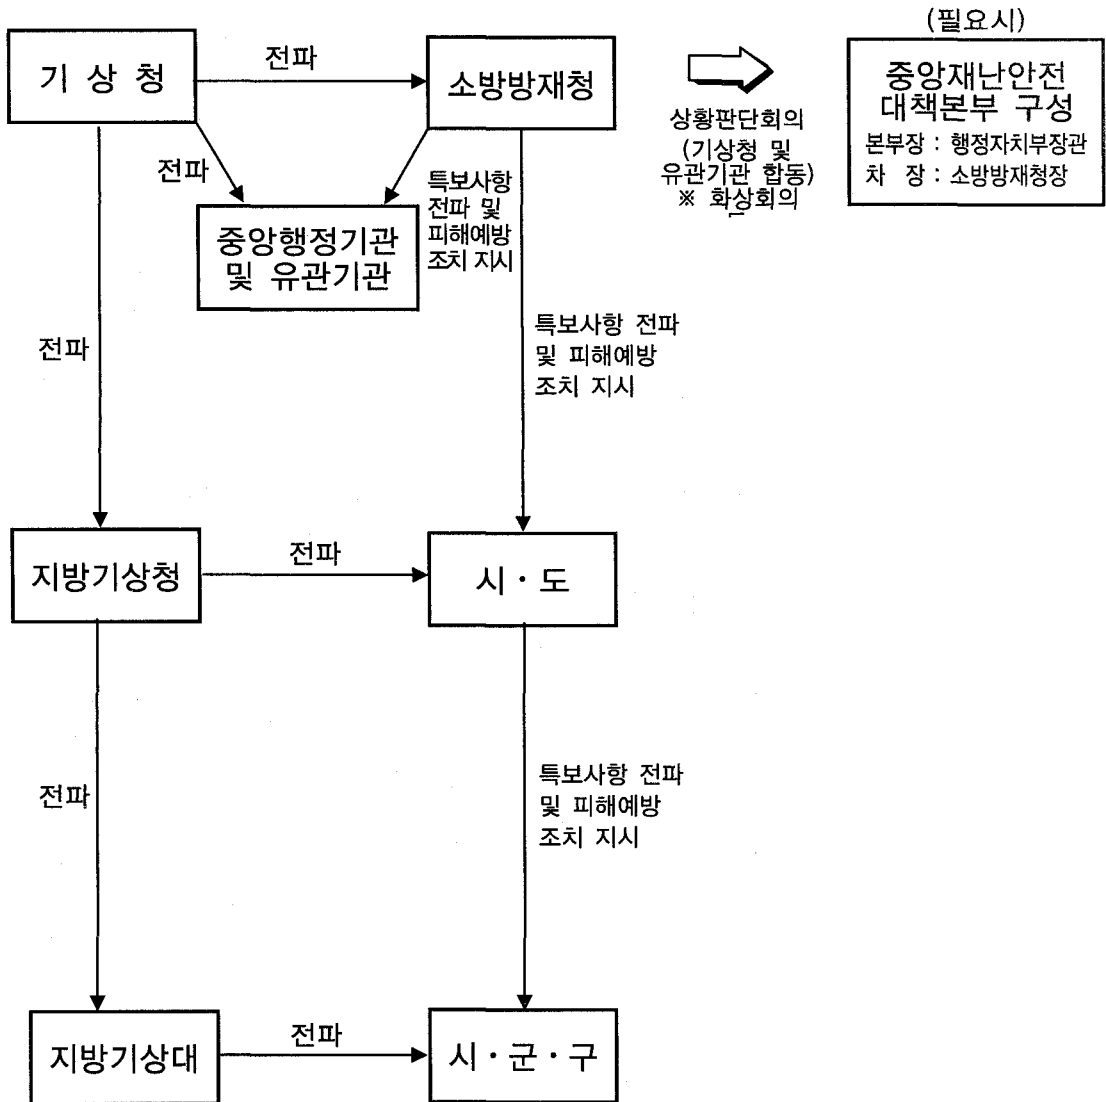 (필요시)
기 상 청
전파
소방방재청
상황판단회의
(기상청 및
유관기관 합동)
※ 화상회의
중앙재난안전
대책본부 구성
본부장 : 행정자치부장관
차 장 : 소방방재청장
전파
특보사항
전파 및
피해예방
조치 지시
중앙행정기관
및 유관기관
전파
특보사항 전파
및 피해예방
조치 지시
지방기상청
전파
시 · 도
전파
특보사항 전파
및 피해예방
조치 지시
지방기상대
전파
시 · 군 · 구